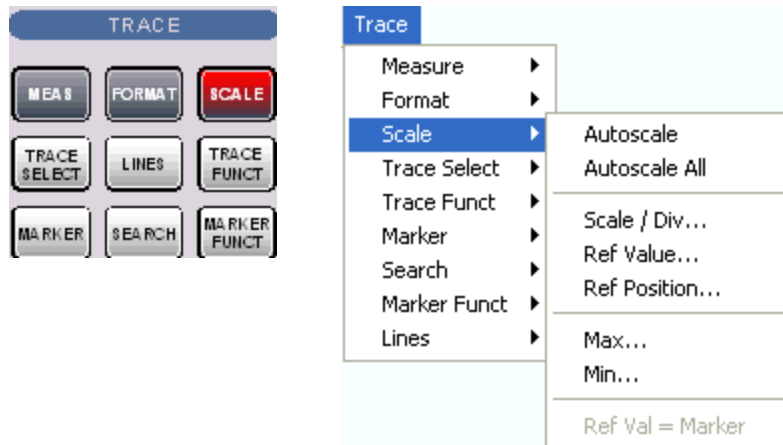 TRACE
MEAS
FORMAT
SCALE
TRACE
SELECT
LINES
TRACE
FUNCT
MARKER
SEARCH
MARKER
FUNCT
Trace
Measure
Format
Scale
Trace Select
Trace Funct
Marker
Search
Marker Funct
Lines
Autoscale
Autoscale All
Scale / Div...
Ref Value...
Ref Position...
Max...
Min...
Ref Val = Marker